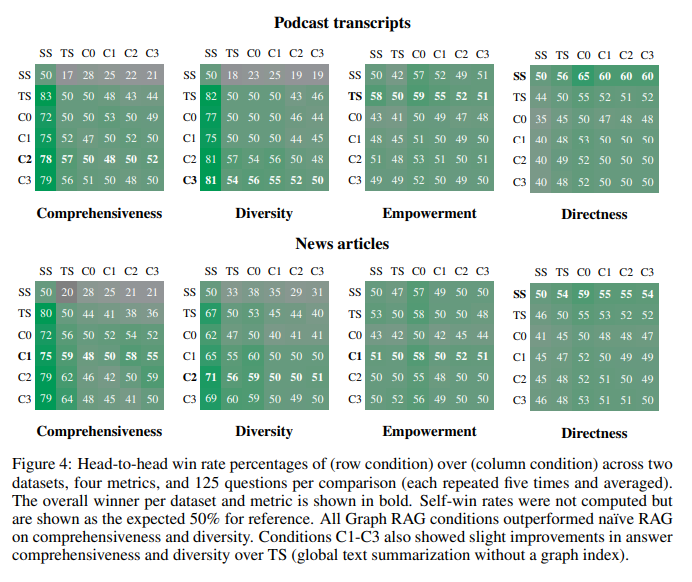 Podcast transcripts
SS TS C0 C1 C2 C3 SS TS C0 C1 C2 C3 SS TS C0 C1 C2 C3 SS TS C0 C1 C2 C3
SS 50 17 28 25 22 21 SS 50 18 23 25 19 19 SS 50 42 57 52 49 51 SS 50 56 65 60 60 60
TS 83 50 50 48 43 44 TS 82 50 50 50 43 46 TS 58 50 59 55 52 51 TS 44 50 55 52 51 52
C0 72 50 50 53 50 49 C0 77 50 50 50 46 44 C0 43 41 50 49 47 48 C0 35 45 50 47 48 48
C1 75 52 47 50 52 50 C1 75 50 50 50 44 45 C1 48 45 51 50 49 50 C1 40 48 53 50 50 50
C2 78 57 50 48 50 52 C2 81 57 54 56 50 48 C2 51 48 53 51 50 51 C2 40 49 52 50 50 50
C3 79 56 51 50 48 50 C3 81 54 56 55 52 50 C3 49 49 52 50 49 50 C3 40 48 52 50 50 50
Comprehensiveness Diversity Empowerment Directness
News articles
SS TS C0 C1 C2 C3 SS TS C0 C1 C2 C3 SS TS C0 C1 C2 C3 SS TS C0 C1 C2 C3
SS 50 20 28 25 21 21 SS 50 33 38 35 29 31 SS 50 47 57 49 50 50 SS 50 54 59 55 55 54
TS 80 50 44 41 38 36 TS 67 50 53 45 44 40 TS 53 50 58 50 50 48 TS 46 50 55 53 52 52
C0 72 56 50 52 54 52 C0 62 47 50 40 41 41 C0 43 42 50 42 45 44 C0 41 45 50 48 48 47
C1 75 59 48 50 58 55 C1 65 55 60 50 50 50 C1 51 50 58 50 52 51 C1 45 47 52 50 49 49
C2 79 62 46 42 50 59 C2 71 56 59 50 50 51 C2 50 50 55 48 50 50 C2 45 48 52 51 50 49
C3 79 64 48 45 41 50 C3 69 60 59 50 49 50 C3 50 52 56 49 50 50 C3 46 48 53 51 51 50
Comprehensiveness Diversity Empowerment Directness
Figure 4: Head-to-head win rate percentages of (row condition) over (column condition) across two
datasets, four metrics, and 125 questions per comparison (each repeated five times and averaged).
The overall winner per dataset and metric is shown in bold. Self-win rates were not computed but
are shown as the expected 50% for reference. All Graph RAG conditions outperformed naïve RAG
on comprehensiveness and diversity. Conditions C1-C3 also showed slight improvements in answer
comprehensiveness and diversity over TS (global text summarization without a graph index).